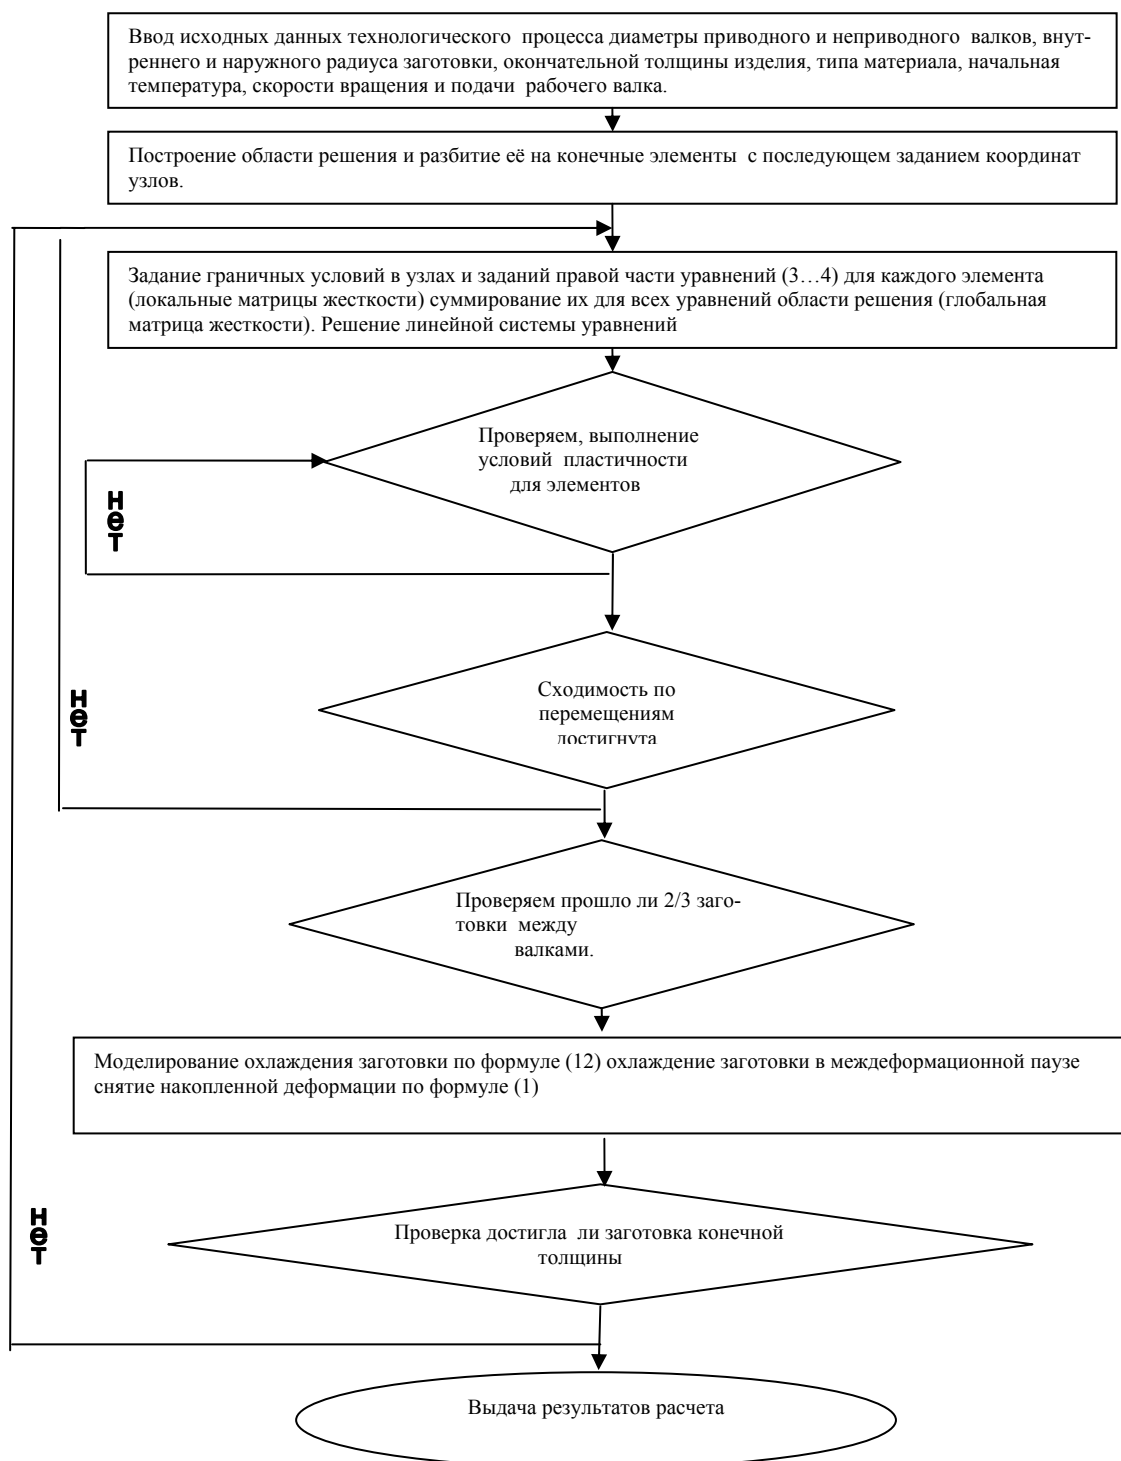 Ввод исходных данных технологического процесса диаметры приводного и неприводного валков, внут-
реннего и наружного радиуса заготовки, окончательной толщины изделия, типа материала, начальная
температура, скорости вращения и подачи рабочего валка.
Построение области решения и разбитие её на конечные элементы с последующем заданием координат
узлов.
Задание граничных условий в узлах и заданий правой части уравнений (3…4) для каждого элемента
(локальные матрицы жесткости) суммирование их для всех уравнений области решения (глобальная
матрица жесткости). Решение линейной системы уравнений
Проверяем, выполнение
условий пластичности
для элементов
нет
Сходимость по
перемещениям
достигнута
нет
Проверяем прошло ли 2/3 заго-
товки между
валками.
Моделирование охлаждения заготовки по формуле (12) охлаждение заготовки в междеформационной паузе
снятие накопленной деформации по формуле (1)
нет
Проверка достигла ли заготовка конечной
толщины
Выдача результатов расчета